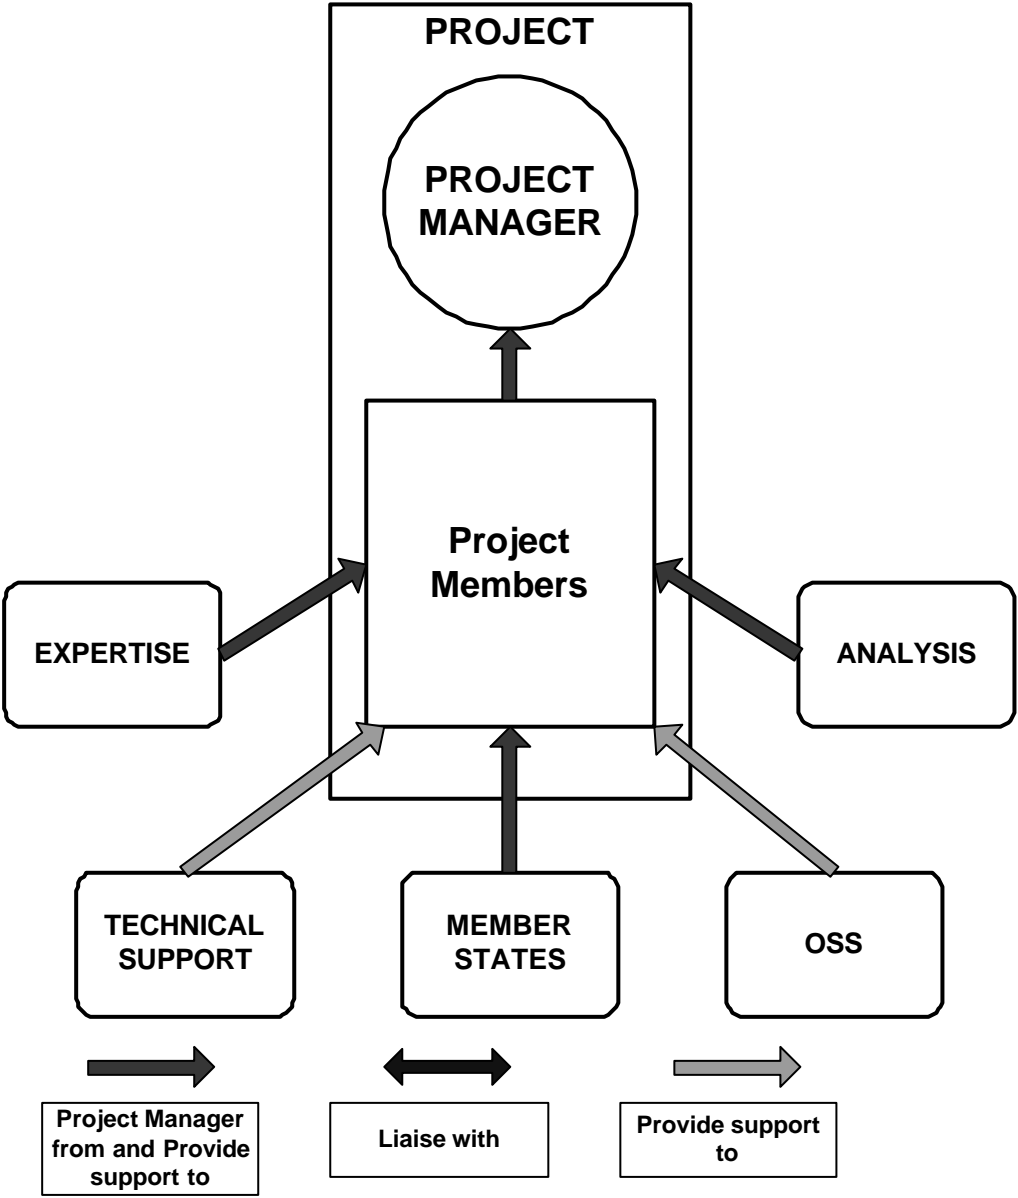 PROJECT
PROJECT
MANAGER
Project
Members
EXPERTISE
ANALYSIS
TECHNICAL
SUPPORT
MEMBER
STATES
OSS
Project Manager
from and Provide
support to
Liaise with
Provide support
to